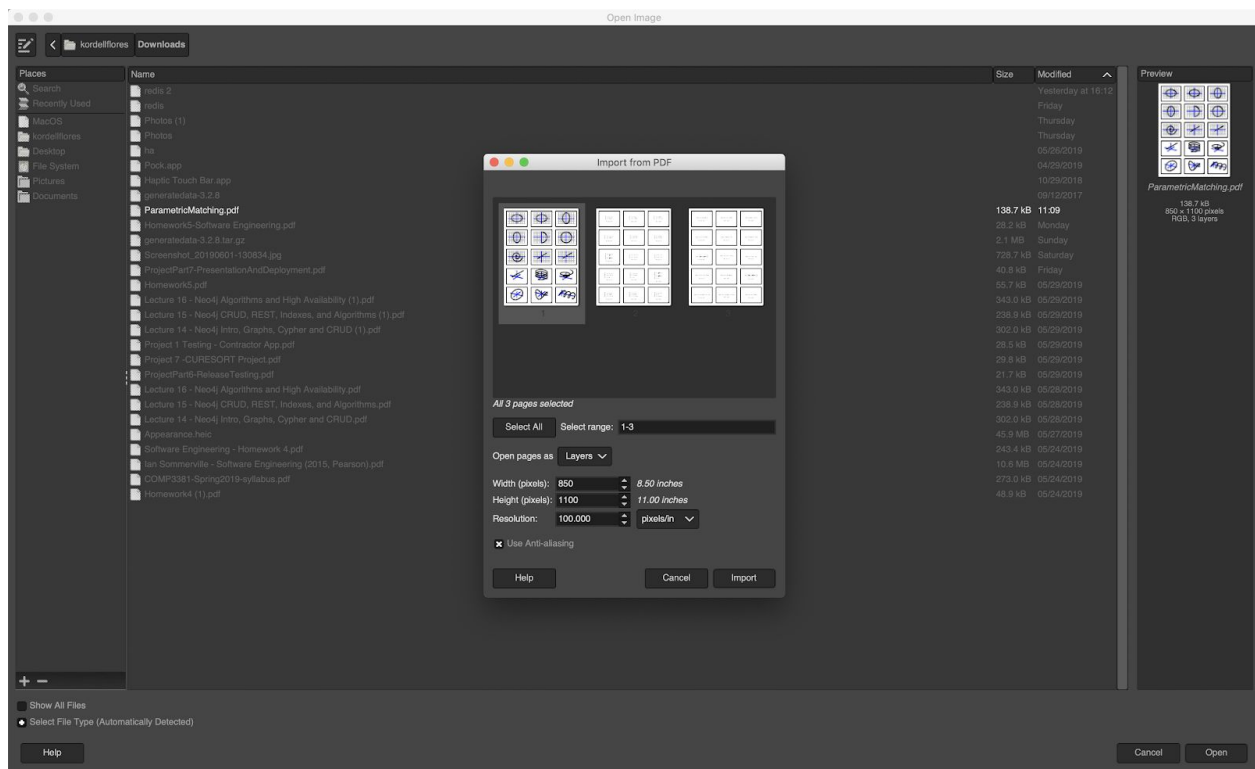 Open Image
kordellflores Downloads
Places
Search
Recently Used
MacOS
kordellflores
Desktop
File System
Pictures
Documents
Name Size Modified
redis 2 Yesterday at 16:12
redis Friday
Photos (1) Thursday
Photos Thursday
ha 05/26/2019
Pock.app 04/29/2019
Haptic Touch Bar.app 10/29/2018
generatedata-3.2.8 09/12/2017
ParametricMatching.pdf 138.7 kB 11:09
Homework5-Software Engineering.pdf 28.2 kB Monday
generatedata-3.2.8.tar.gz 2.1 MB Sunday
Screenshot_20190601-130834.jpg 728.7 kB Saturday
ProjectPart7-PresentationAndDeployment.pdf 40.8 kB Friday
Homework5.pdf 55.7 kB 05/29/2019
Lecture 16 - Neo4j Algorithms and High Availability (1).pdf 343.0 kB 05/29/2019
Lecture 15 - Neo4j CRUD, REST, Indexes, and Algorithms (1).pdf 238.9 kB 05/29/2019
Lecture 14 - Neo4j Intro, Graphs, Cypher and CRUD (1).pdf 302.0 kB 05/29/2019
Project 1 Testing - Contractor App.pdf 28.5 kB 05/29/2019
Project 7 -CURESORT Project.pdf 29.8 kB 05/29/2019
ProjectPart6-ReleaseTesting.pdf 21.7 kB 05/29/2019
Lecture 16 - Neo4j Algorithms and High Availability.pdf 343.0 kB 05/28/2019
Lecture 15 - Neo4j CRUD, REST, Indexes, and Algorithms.pdf 238.9 kB 05/28/2019
Lecture 14 - Neo4j Intro, Graphs, Cypher and CRUD.pdf 302.0 kB 05/28/2019
Appearance.heic 45.9 MB 05/27/2019
Software Engineering - Homework 4.pdf 243.4 kB 05/24/2019
Ian Sommerville - Software Engineering (2015, Pearson).pdf 10.6 MB 05/24/2019
COMP3381-Spring2019-syllabus.pdf 273.0 kB 05/24/2019
Homework4 (1).pdf 48.9 kB 05/24/2019
Preview
ParametricMatching.pdf
138.7 kB
850 × 1100 pixels
RGB, 3 layers
Import from PDF
1 2 3
All 3 pages selected
Select All Select range: 1-3
Open pages as Layers
Width (pixels): 850 8.50 inches
Height (pixels): 1100 11.00 inches
Resolution: 100.000 pixels/in
Use Anti-aliasing
Help Cancel Import
Show All Files
Select File Type (Automatically Detected)
Help Cancel Open